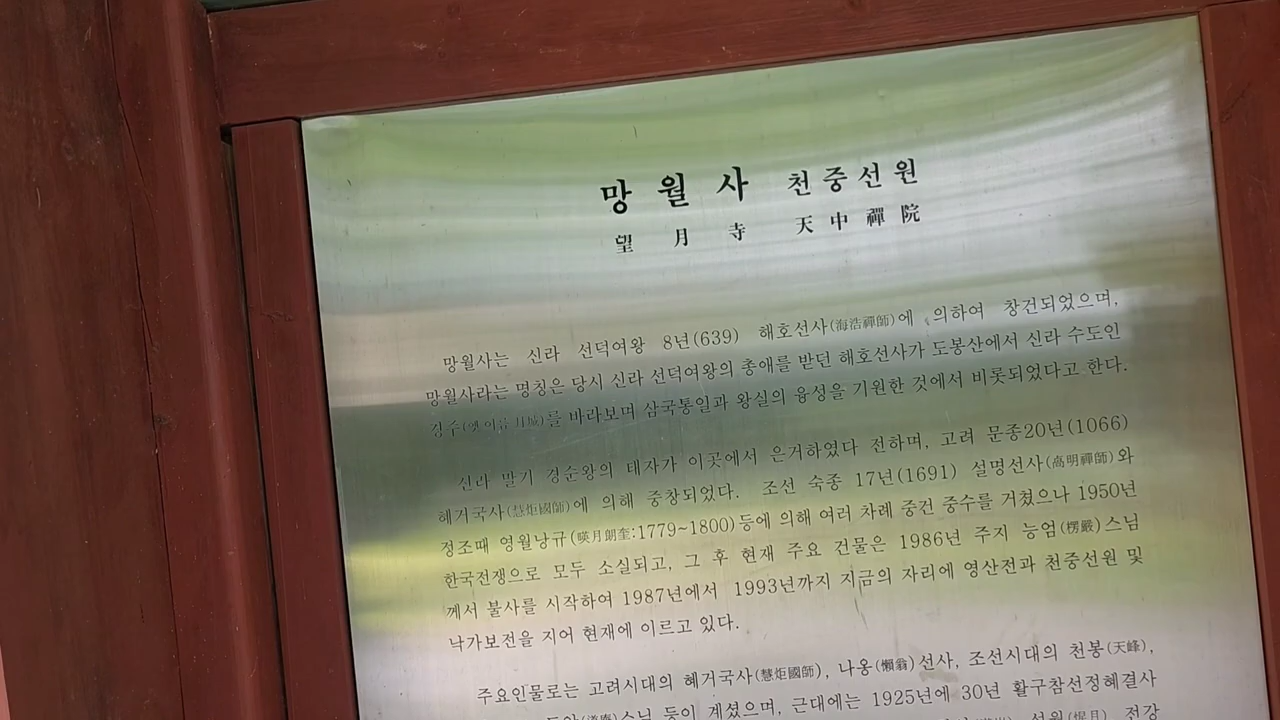 망 월 사 천중선원
望 月 寺 天 中 禪 院
망월사는 신라 선덕여왕 8년(639) 해호선사(海浩禪師)에 의하여 창건되었으며,
망월사라는 명칭은 당시 신라 선덕여왕의 총애를 받던 해호선사가 도봉산에서 신라 수도인
경주(옛 이름 月城)를 바라보며 삼국통일과 왕실의 융성을 기원한 것에서 비롯되었다고 한다.
신라 말기 경순왕의 태자가 이곳에서 은거하였다 전하며, 고려 문종20년(1066)
혜거국사(慧炬國師)에 의해 중창되었다. 조선 숙종 17년(1691) 설명선사(卨明禪師)와
정조때 영월낭규(暎月朗奎:1779~1800)등에 의해 여러 차례 중건 중수를 거쳤으나 1950년
한국전쟁으로 모두 소실되고, 그 후 현재 주요 건물은 1986년 주지 능엄(楞嚴)스님
께서 불사를 시작하여 1987년에서 1993년까지 지금의 자리에 영산전과 천중선원 및
낙가보전을 지어 현재에 이르고 있다.
주요인물로는 고려시대의 혜거국사(慧炬國師), 나옹(懶翁)선사, 조선시대의 천봉(天峰),
스님 등이 계셨으며, 근대에는 1925년에 30년 활구참선정혜결사
선원(惺月) 전강